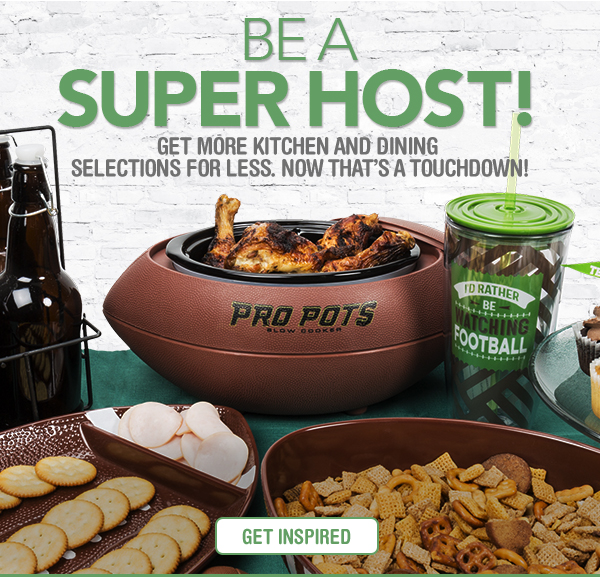 BE A
SUPER HOST!
GET MORE KITCHEN AND DINING
SELECTIONS FOR LESS. NOW THAT'S A TOUCHDOWN!
PRO POTS
SLOW COOKER
I'D RATHER
BE
WATCHING
FOOTBALL
GET INSPIRED